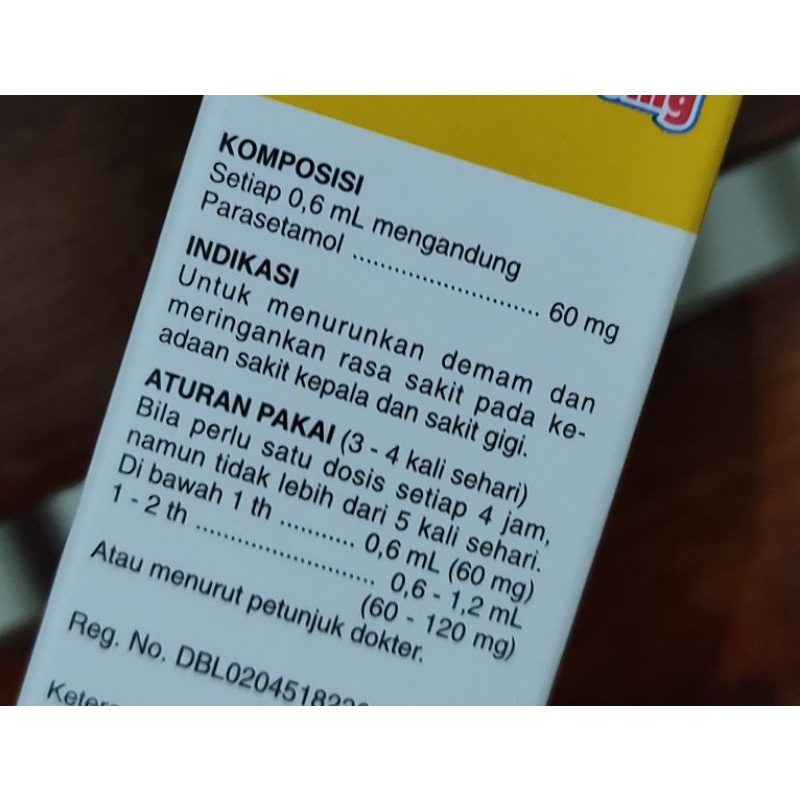 KOMPOSISI
Setiap 0,6 mL mengandung
Parasetamol .......................... 60 mg
INDIKASI
Untuk menurunkan demam dan
meringankan rasa sakit pada ke-
adaan sakit kepala dan sakit gigi.
ATURAN PAKAI (3 - 4 kali sehari)
Bila perlu satu dosis setiap 4 jam,
namun tidak lebih dari 5 kali sehari.
Di bawah 1 th ........... 0,6 mL (60 mg)
1 - 2 th .......................... 0,6 - 1,2 mL
(60 - 120 mg)
Atau menurut petunjuk dokter.
Reg. No.